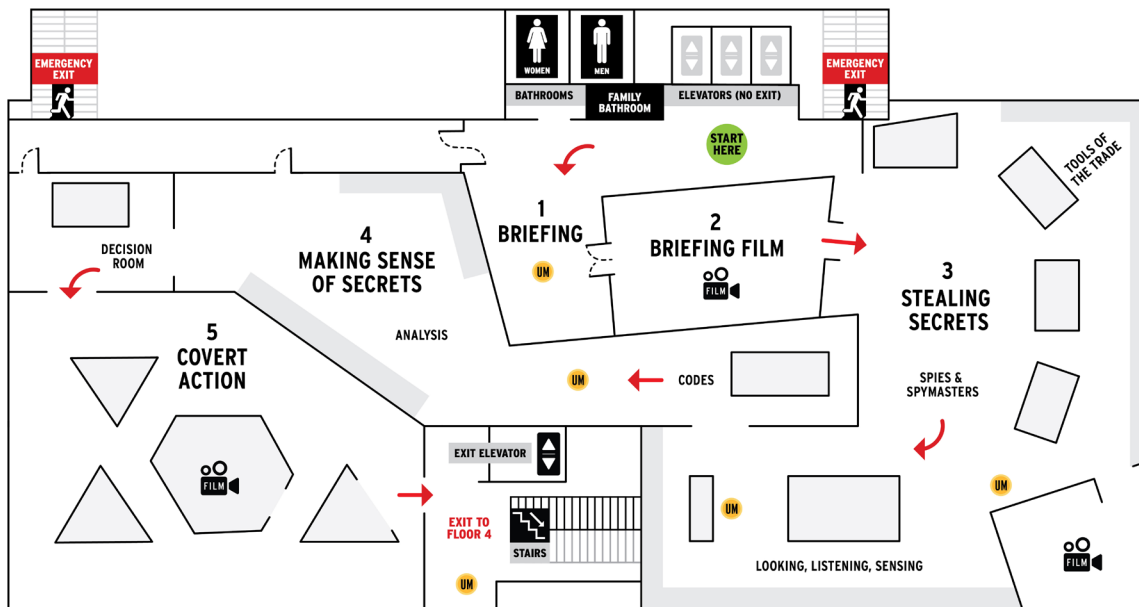 EMERGENCY
EXIT
WOMEN
MEN
BATHROOMS
FAMILY
BATHROOM
ELEVATORS (NO EXIT)
EMERGENCY
EXIT
START
HERE
TOOLS OF
THE TRADE
1
BRIEFING
UM
2
BRIEFING FILM
FILM
3
STEALING
SECRETS
SPIES &
SPYMASTERS
UM
FILM
LOOKING, LISTENING, SENSING
UM
CODES
UM
4
MAKING SENSE
OF SECRETS
ANALYSIS
DECISION
ROOM
5
COVERT
ACTION
FILM
EXIT ELEVATOR
EXIT TO
FLOOR 4
STAIRS
UM